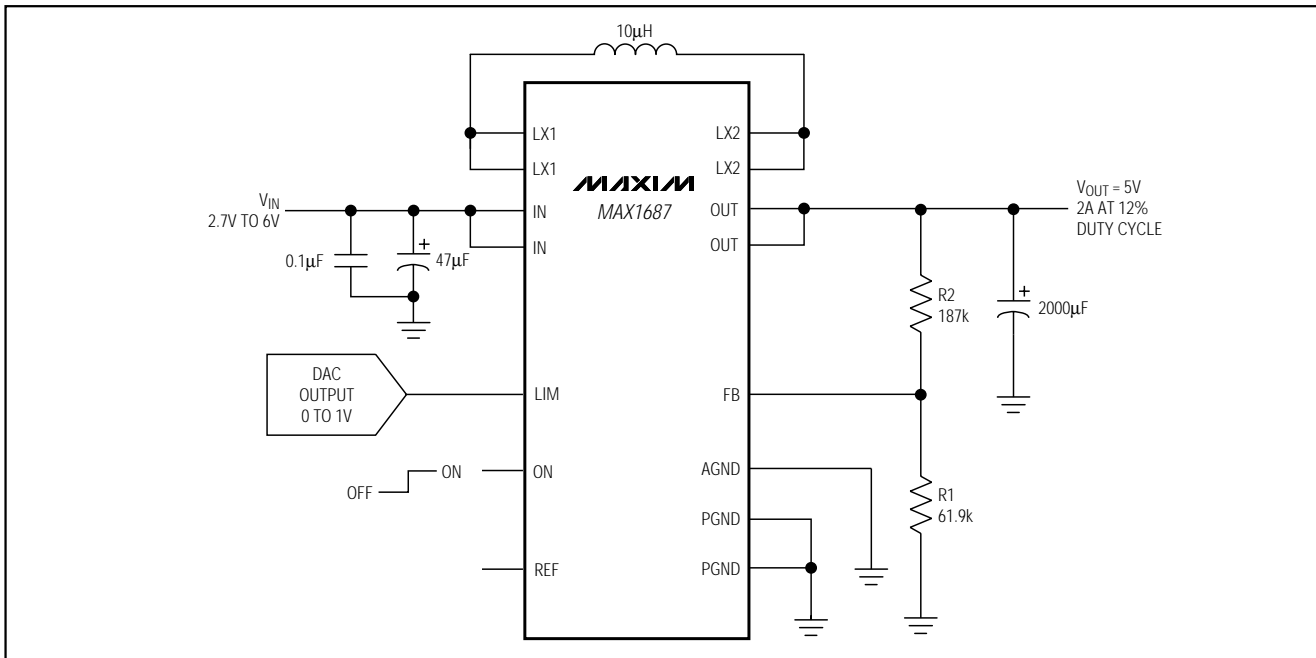 10µH
LX1
LX2
LX1
LX2
MAXIM
MAX1687
VIN
2.7V TO 6V
IN
OUT
IN
OUT
VOUT = 5V
2A AT 12%
DUTY CYCLE
0.1µF
+
47µF
R2
187k
+
2000µF
DAC
OUTPUT
0 TO 1V
LIM
FB
OFF
ON
ON
AGND
R1
61.9k
PGND
REF
PGND